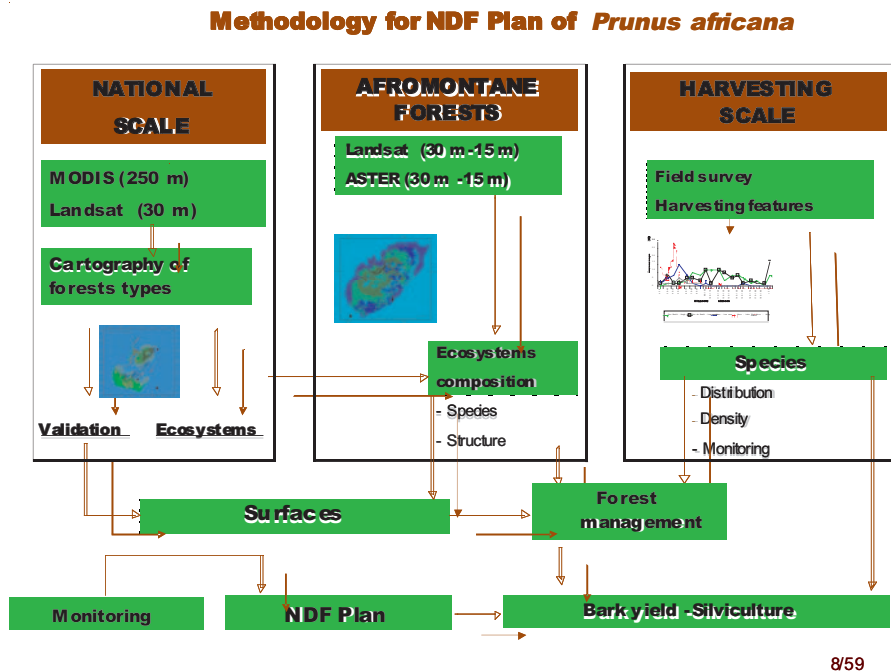 Methodology for NDF Plan of Prunus africana
NATIONAL
SCALE
MODIS (250 m)
Landsat (30 m)
Cartography of
forests types
Validation
Ecosystems
AFROMONTANE
FORESTS
Landsat (30 m -15 m)
ASTER (30 m -15 m)
Ecosystems
composition
- Species
- Structure
HARVESTING
SCALE
Field survey
Harvesting features
Species
- Distribution
- Density
- Monitoring
Surfaces
Forest
management
Monitoring
NDF Plan
Bark yield - Silviculture
8/59